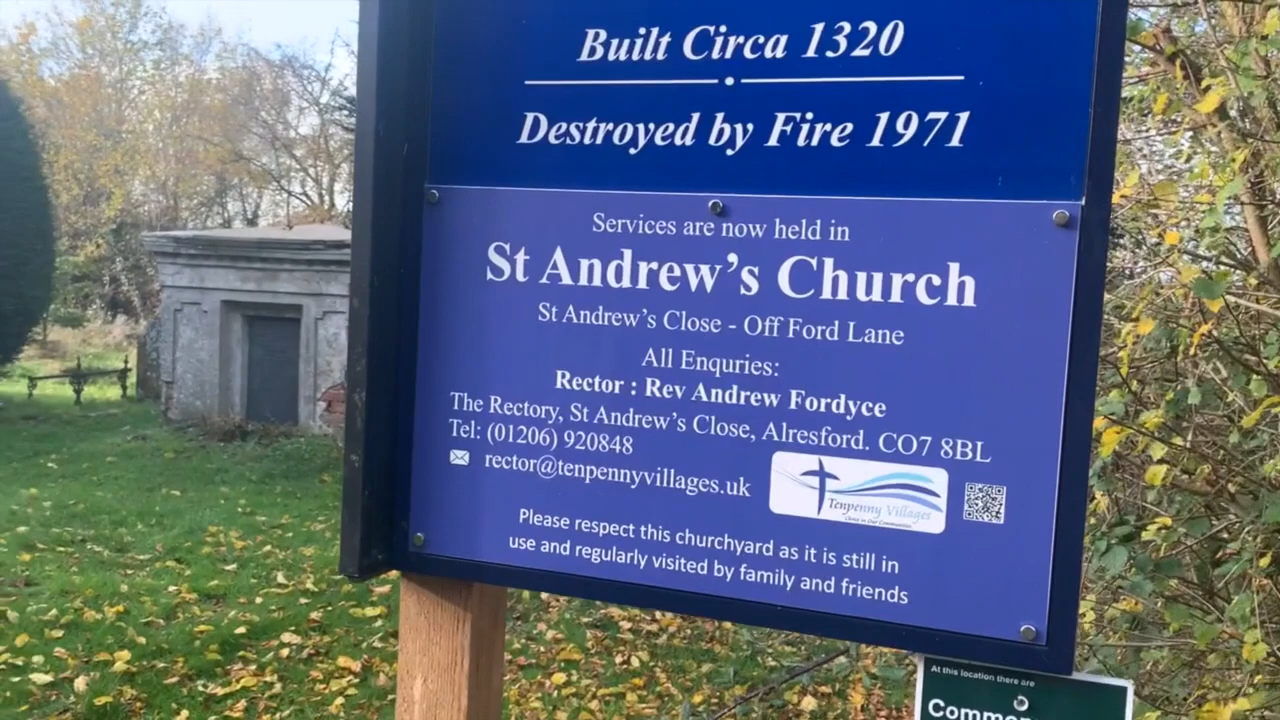 Built Circa 1320
Destroyed by Fire 1971
Services are now held in
St Andrew's Church
St Andrew's Close - Off Ford Lane
All Enquries:
Rector : Rev Andrew Fordyce
The Rectory, St Andrew's Close, Alresford. CO7 8BL
Tel: (01206) 920848
rector@tenpennyvillages.uk
Tenpenny Villages
Please respect this churchyard as it is still in
use and regularly visited by family and friends
At this location there are